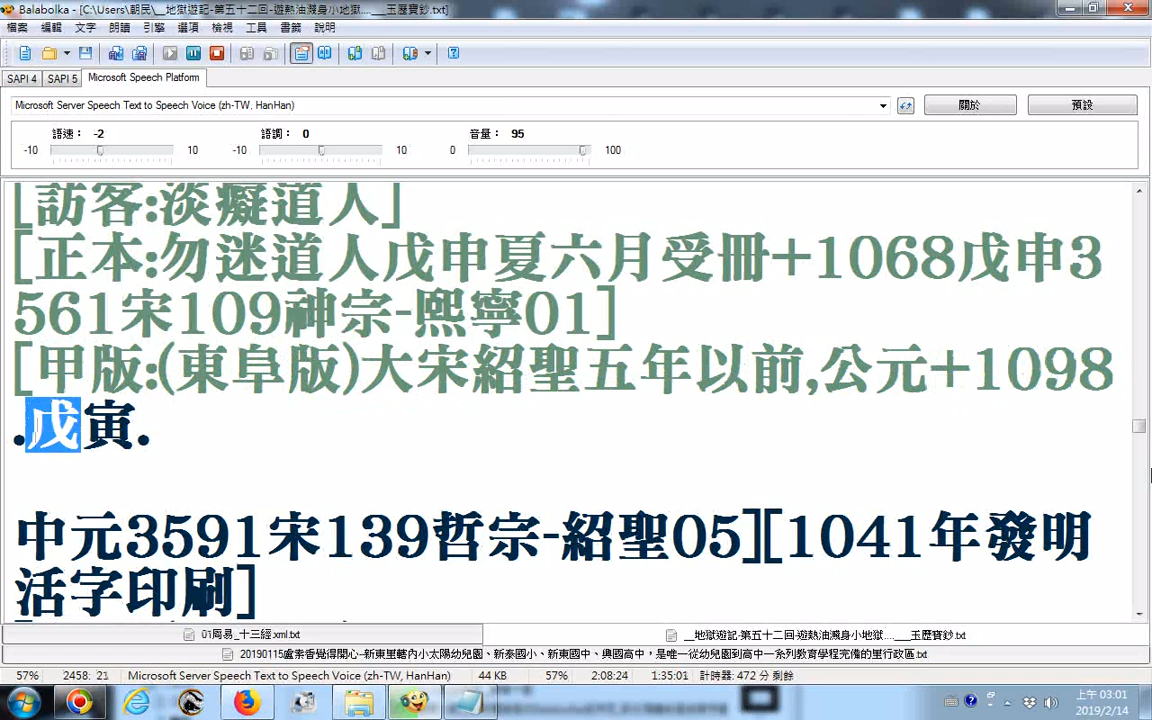 Balabolka - [C:\Users\朝民\__地獄遊記-第五十二回-遊熱油濺身小地獄....___玉歷寶鈔.txt]
檔案 編輯 文字 朗讀 引擎 選項 檢視 工具 書籤 說明
SAPI 4 SAPI 5 Microsoft Speech Platform
Microsoft Server Speech Text to Speech Voice (zh-TW, HanHan) 關於 預設
語速： -2 語調： 0 音量： 95
-10 10 -10 10 0 100
[訪客:淡癡道人]
[正本:勿迷道人戊申夏六月受冊+1068戊申3
561宋109神宗-熙寧01]
[甲版:(東阜版)大宋紹聖五年以前,公元+1098
.戊寅.
中元3591宋139哲宗-紹聖05][1041年發明
活字印刷]
01周易_十三經.xml.txt __地獄遊記-第五十二回-遊熱油濺身小地獄....___玉歷寶鈔.txt
20190115盧素香覺得開心-新東里轄內小太陽幼兒園、新泰國小、新東國中、興國高中，是唯一從幼兒園到高中一系列教育學程完備的里行政區.txt
57% 2458: 21 Microsoft Server Speech Text to Speech Voice (zh-TW, HanHan) 44 KB 57% 2:08:24 1:35:01 計時器: 472 分 剩餘
上午 03:01
2019/2/14